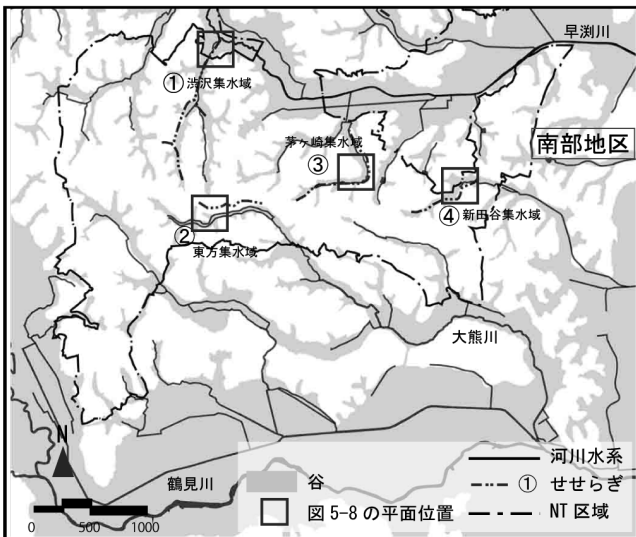 早渕川
①渋沢集水域
茅ヶ崎集水域
③
南部地区
④
新田谷集水域
②
東方集水域
大熊川
N
鶴見川
0 500 1000
谷
図5-8の平面位置
河川水系
① せせらぎ
NT区域